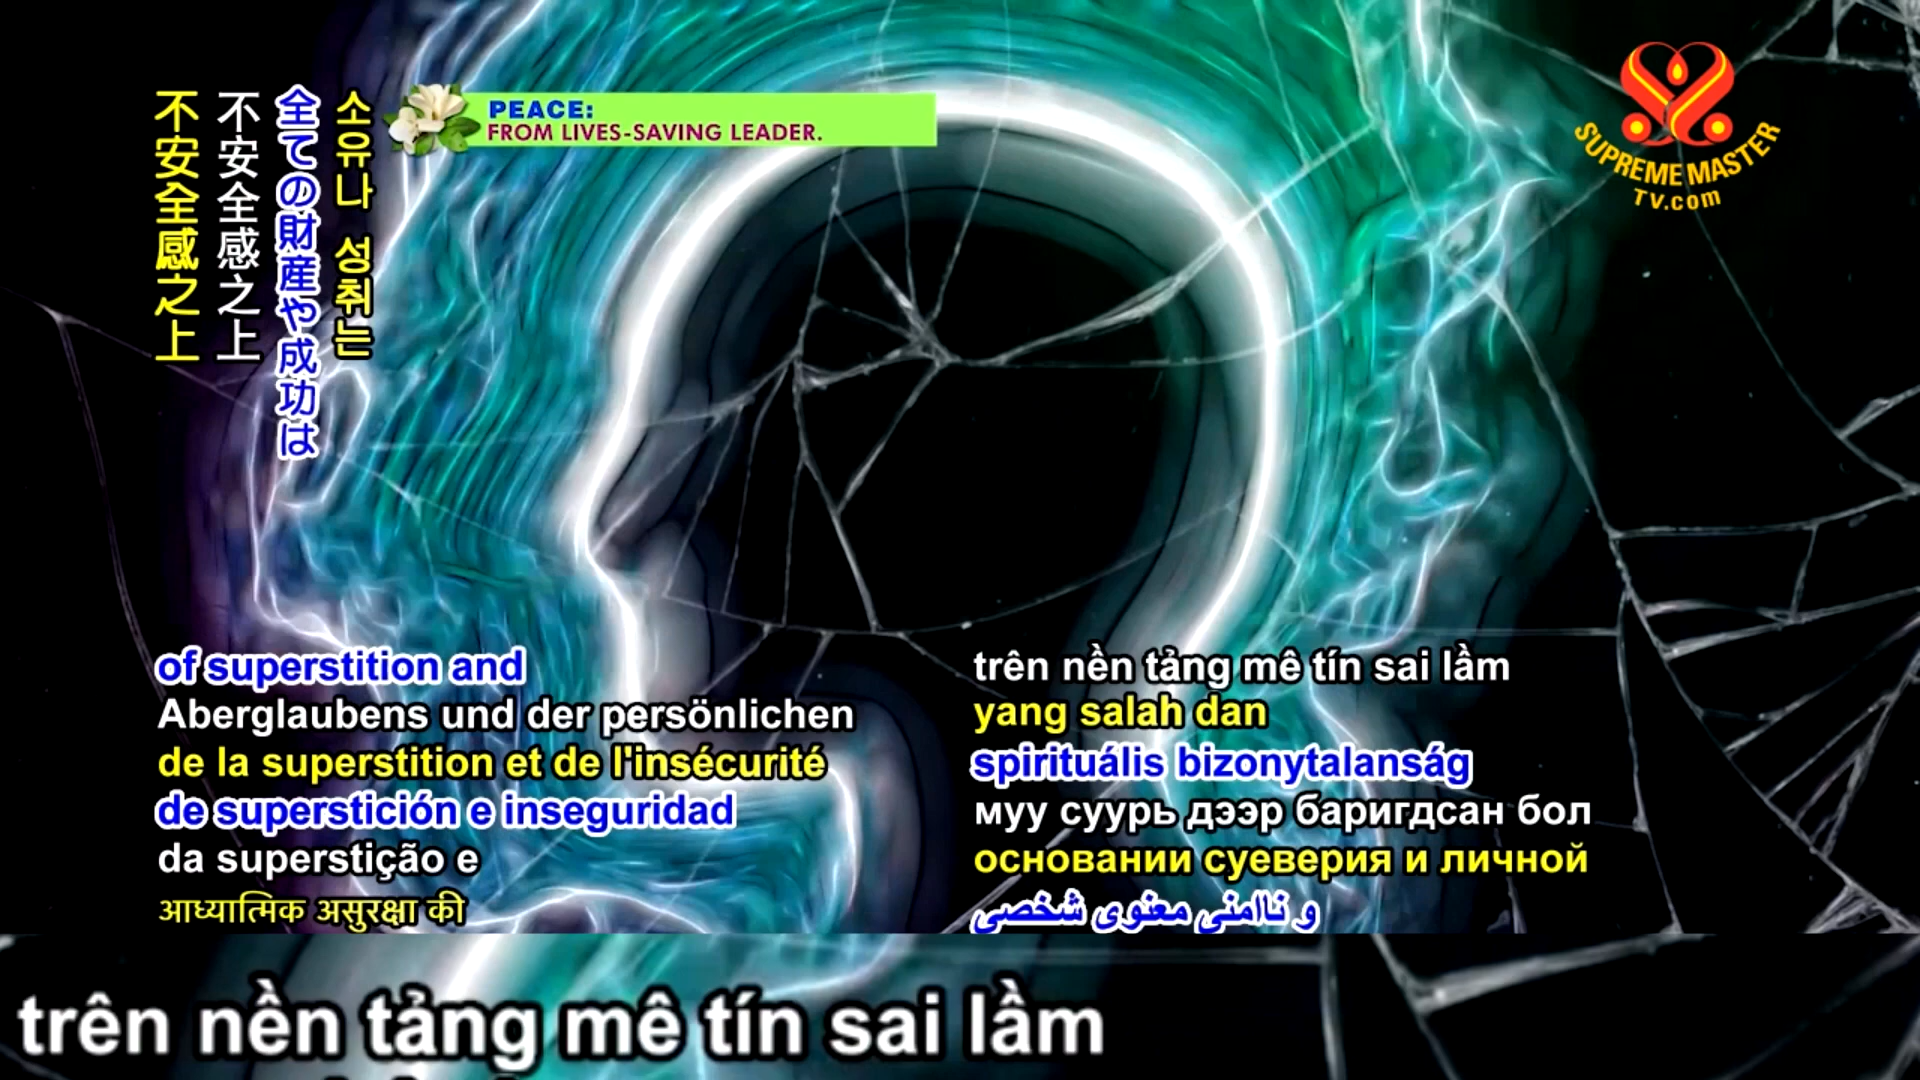 不安全感之上
不安全感之上
全ての財産や成功は
소유나 성취는
PEACE:
FROM LIVES-SAVING LEADER.
SUPREME MASTER
TV.com
of superstition and
Aberglaubens und der persönlichen
de la superstition et de l'insécurité
de superstición e inseguridad
da superstição e
आध्यात्मिक असुरक्षा की
trên nền tảng mê tín sai lầm
yang salah dan
spirituális bizonytalanság
муу суурь дээр баригдсан бол
основании суеверия и личной
و ناامنی معنوی شخصی
trên nền tảng mê tín sai lầm